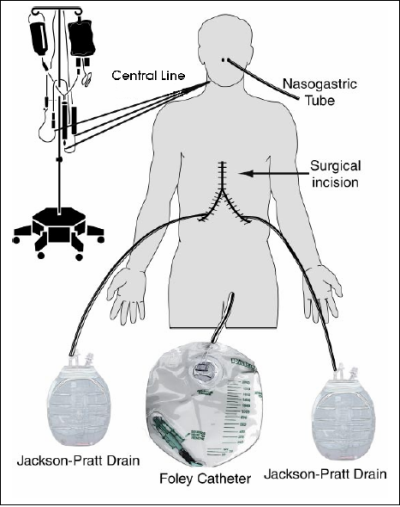 Central Line
Nasogastric
Tube
Surgical
incision
Jackson-Pratt Drain
Foley Catheter
Jackson-Pratt Drain